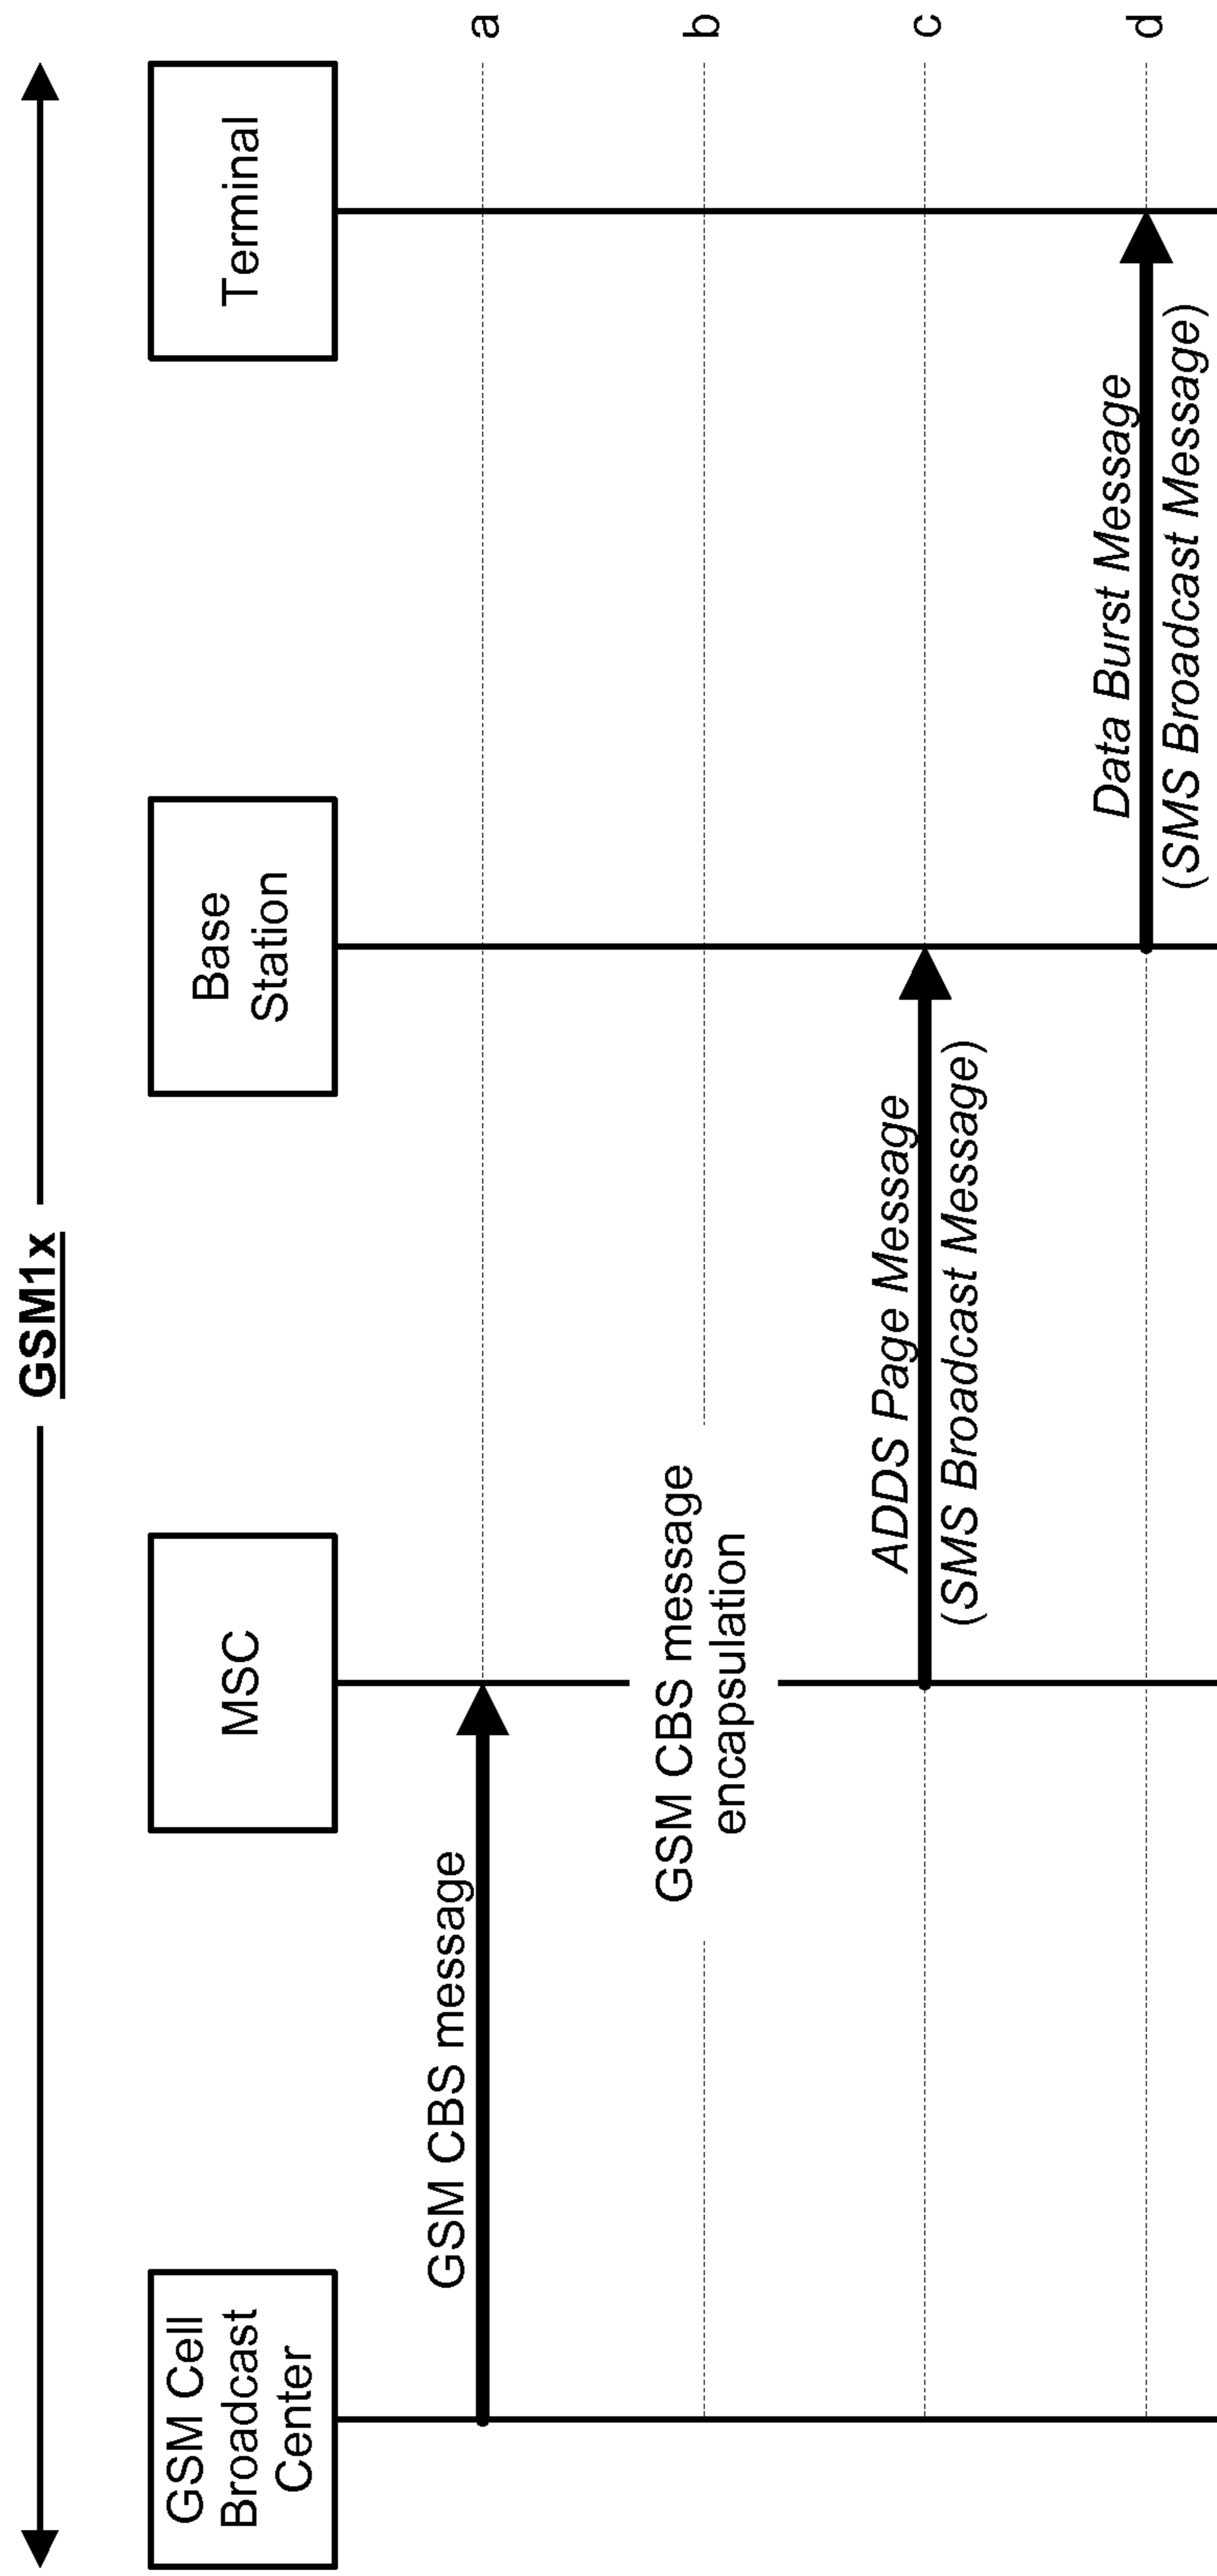 GSM1x
GSM Cell
Broadcast
Center
MSC
Base
Station
Terminal
GSM CBS message
a
GSM CBS message
encapsulation
b
ADDS Page Message
(SMS Broadcast Message)
c
Data Burst Message
(SMS Broadcast Message)
d